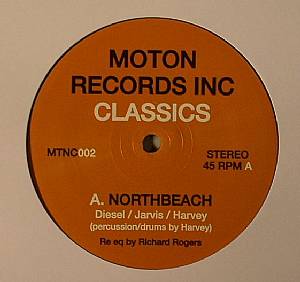 MOTON
RECORDS INC
CLASSICS
MTNC002
STEREO
45 RPM A
A. NORTHBEACH
Diesel / Jarvis / Harvey
(percussion/drums by Harvey)
Re eq by Richard Rogers